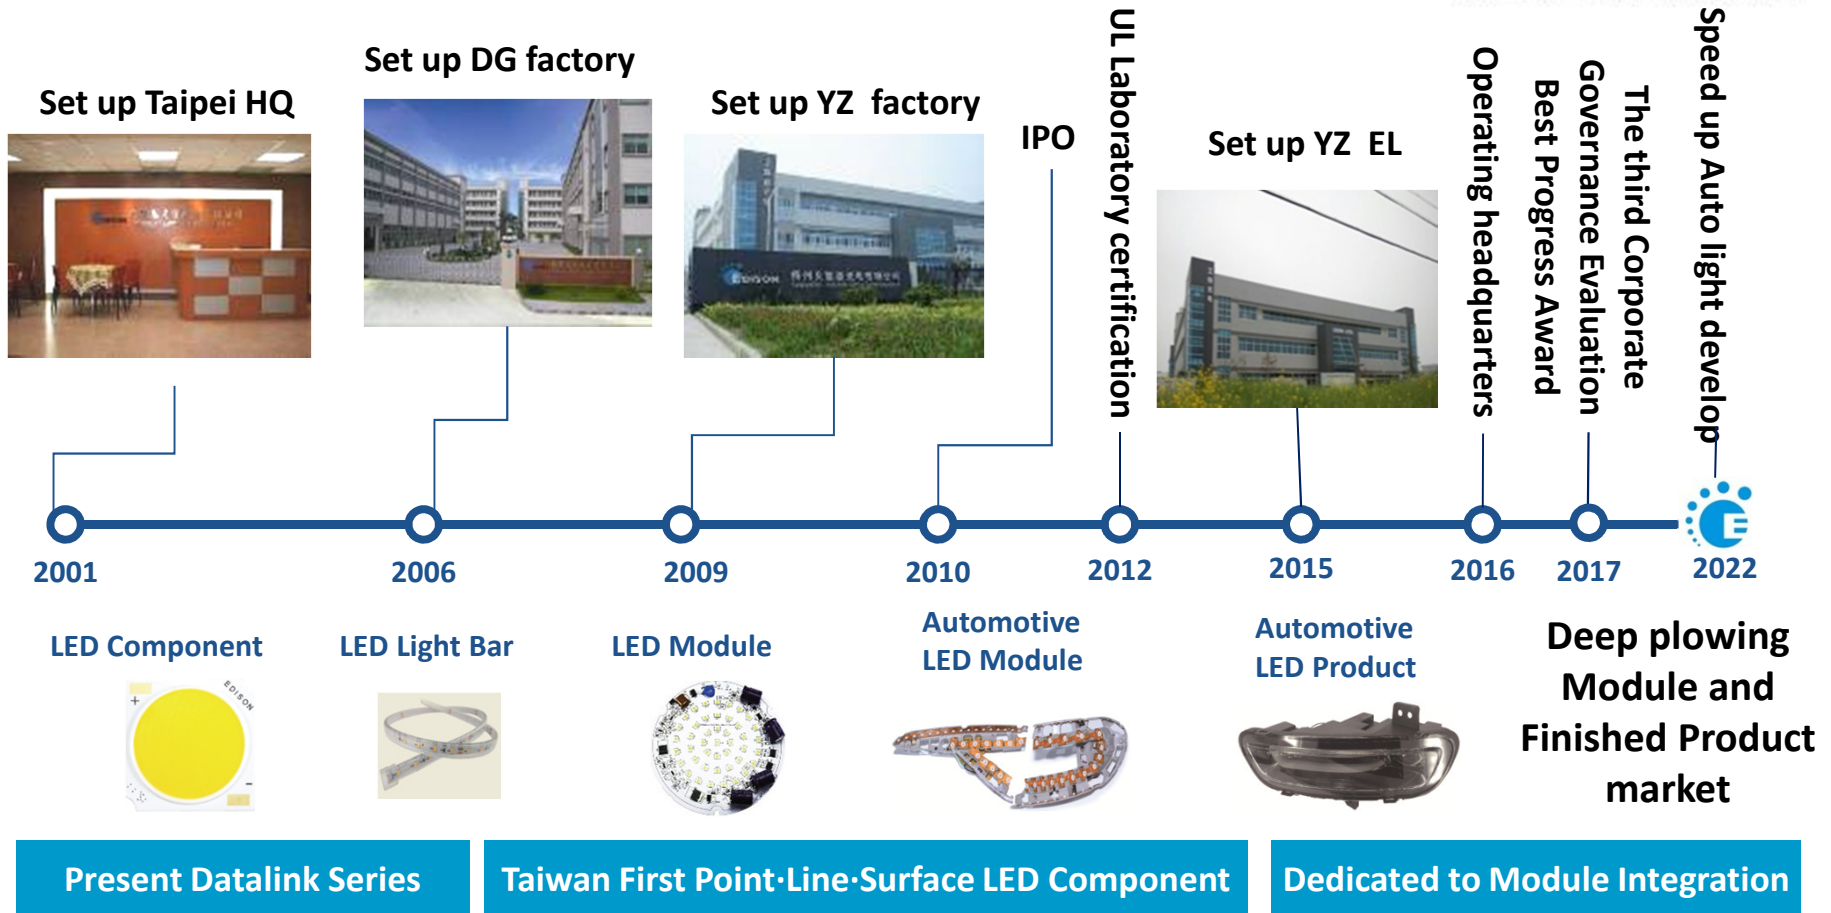 Set up Taipei HQ
Set up DG factory
Set up YZ factory
IPO
UL Laboratory certification
Set up YZ EL
Operating headquarters
The third Corporate
Governance Evaluation
Best Progress Award
Speed up Auto light develop
EDISON
E
2001
2006
2009
2010
2012
2015
2016
2017
2022
LED Component
LED Light Bar
LED Module
Automotive
LED Module
Automotive
LED Product
Deep plowing
Module and
Finished Product
market
EDISON
+
-
Present Datalink Series
Taiwan First Point·Line·Surface LED Component
Dedicated to Module Integration